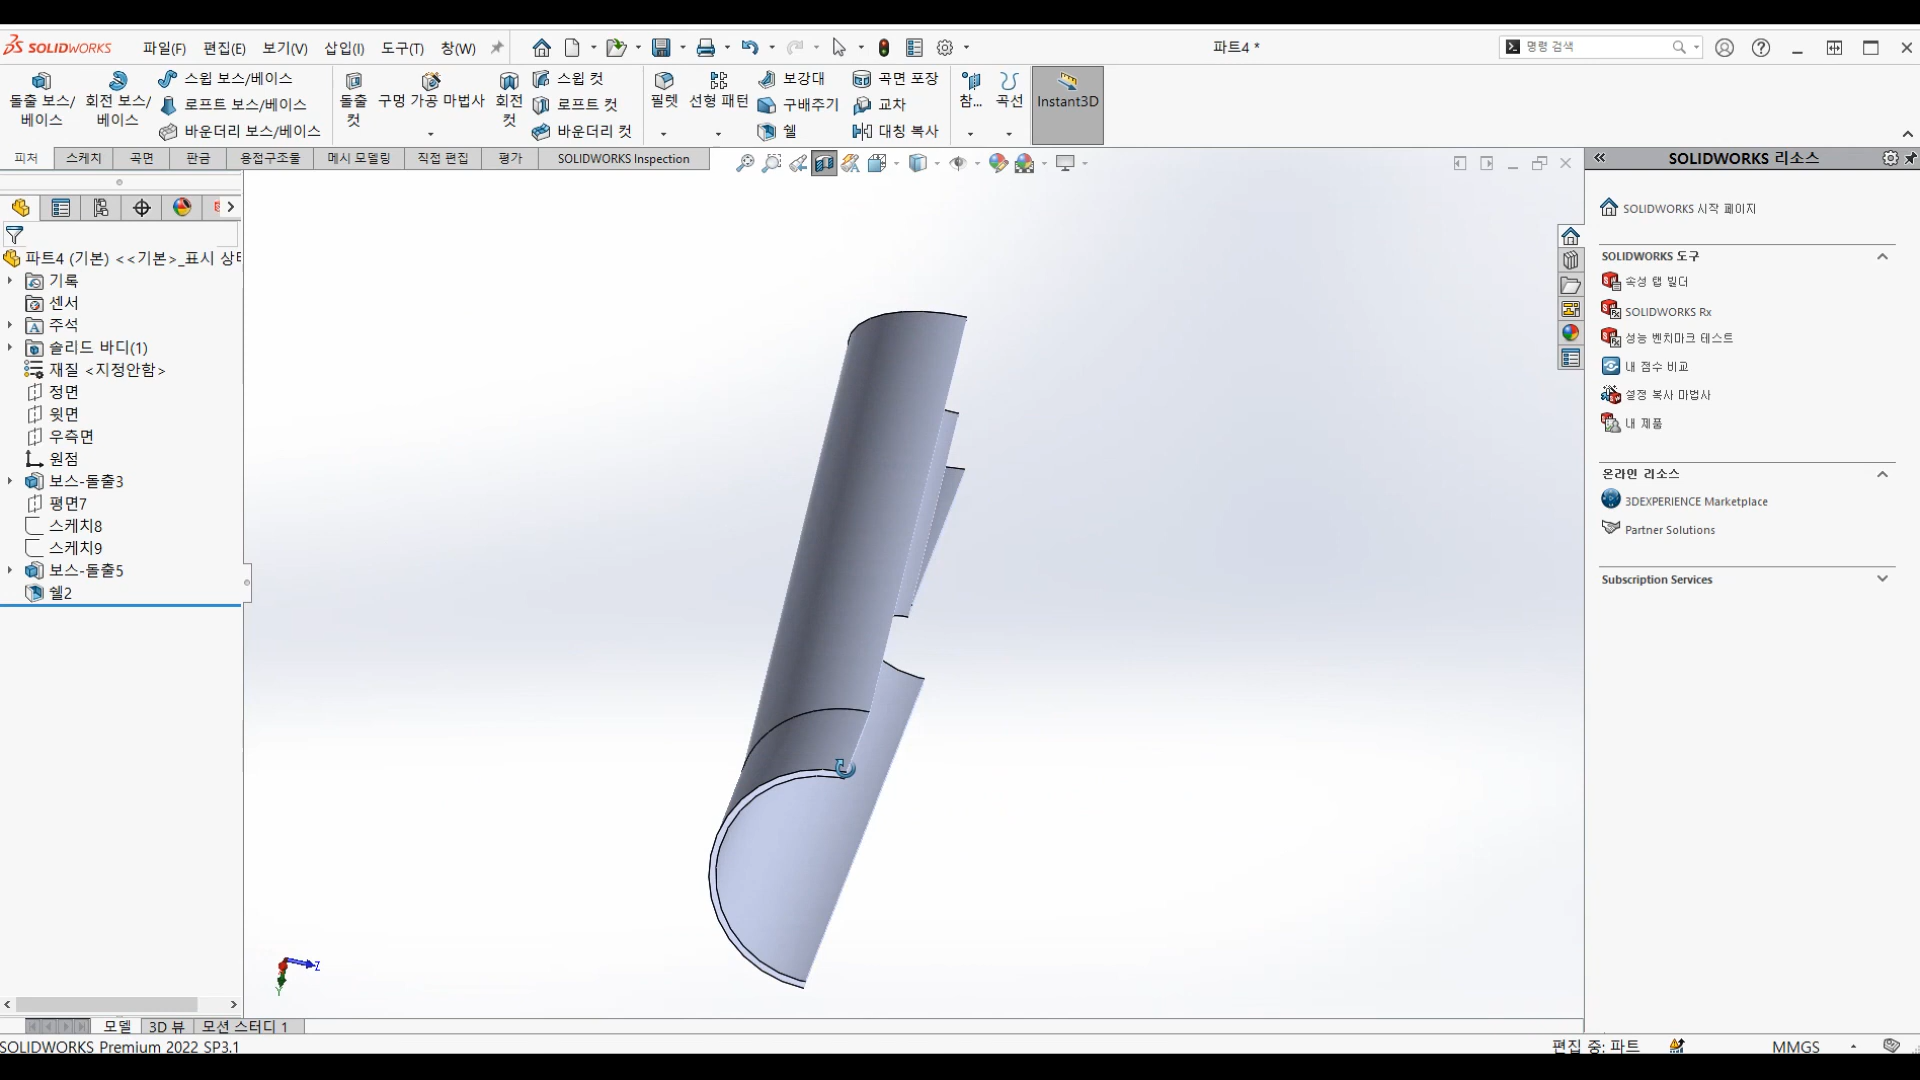 SOLIDWORKS 파일(F) 편집(E) 보기(V) 삽입(I) 도구(T) 창(W) 파트4 * 명령 검색
돌출 보스/베이스 회전 보스/베이스 스윕 보스/베이스 로프트 보스/베이스 바운더리 보스/베이스
돌출 컷 구멍 가공 마법사 회전 컷 스윕 컷 로프트 컷 바운더리 컷
필렛 선형 패턴 보강대 구배주기 쉘 곡면 포장 교차 대칭 복사
참... 곡선 Instant3D
피처 스케치 곡면 판금 용접구조물 메시 모델링 직접 편집 평가 SOLIDWORKS Inspection
파트4 (기본) <<기본>_표시 상태
기록
센서
주석
솔리드 바디(1)
재질 <지정안함>
정면
윗면
우측면
원점
보스-돌출3
평면7
스케치8
스케치9
보스-돌출5
쉘2
Z
Y
SOLIDWORKS 리소스
SOLIDWORKS 시작 페이지
SOLIDWORKS 도구
속성 탭 빌더
SOLIDWORKS Rx
성능 벤치마크 테스트
내 점수 비교
설정 복사 마법사
내 제품
온라인 리소스
3DEXPERIENCE Marketplace
Partner Solutions
Subscription Services
모델 3D 뷰 모션 스터디 1
SOLIDWORKS Premium 2022 SP3.1 편집 중: 파트 MMGS